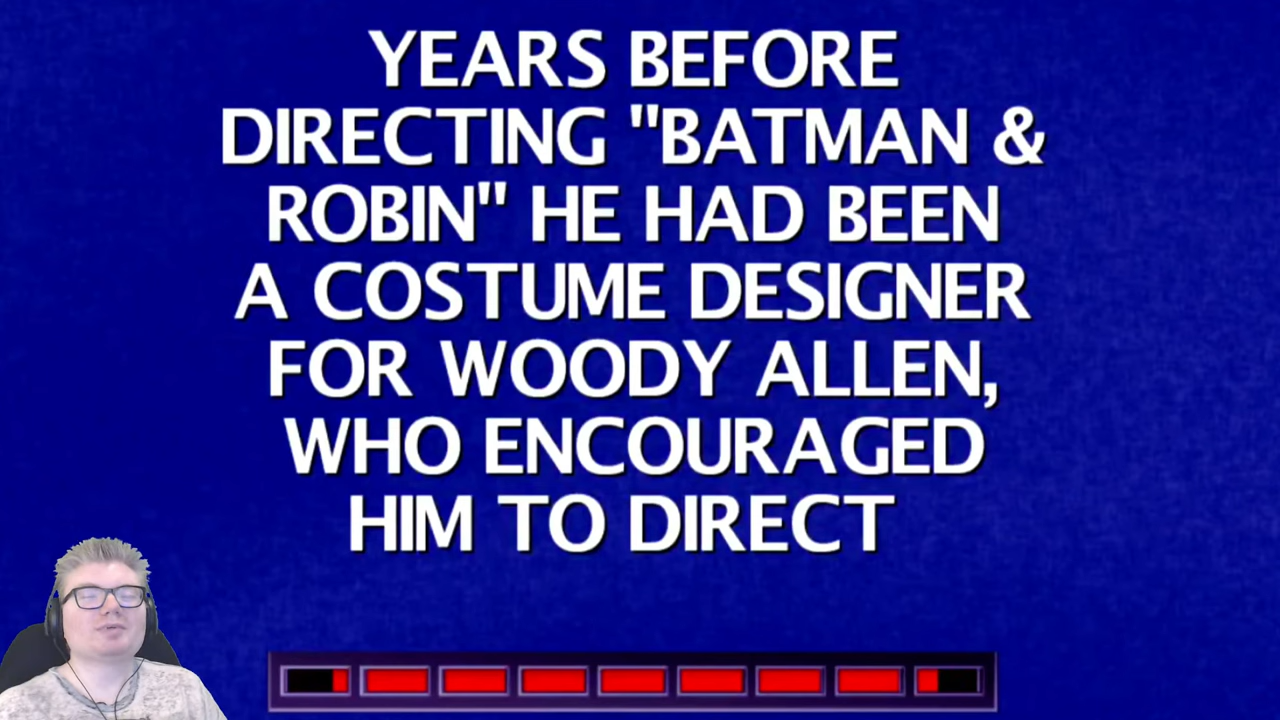 YEARS BEFORE
DIRECTING "BATMAN &
ROBIN" HE HAD BEEN
A COSTUME DESIGNER
FOR WOODY ALLEN,
WHO ENCOURAGED
HIM TO DIRECT